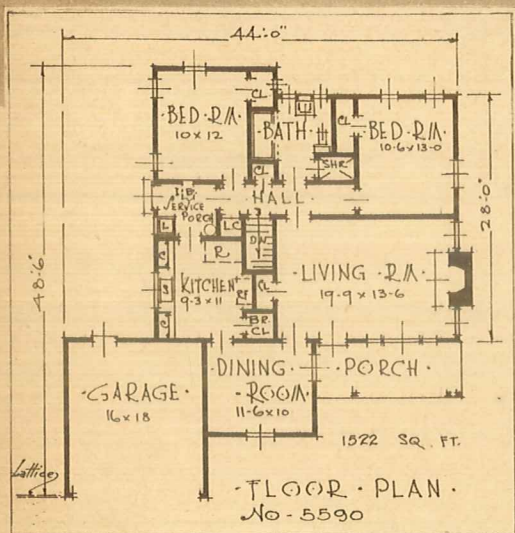 44'-0"
CL
BED RM
10 x 12
BATH
CL
BED RM
10-6 x 13-0
SHR.
CL
HALL
SERVICE
PORCH
L
LC
DN
28'-0"
48'-6"
C
R
LIVING RM
19-9 x 13-6
KITCHEN
9-3 x 11
S
CL
RF
C
BR.
CL
DINING
ROOM
11-6 x 10
PORCH
GARAGE
16 x 18
1522 SQ. FT.
Lattice
FLOOR · PLAN ·
NO - 5590